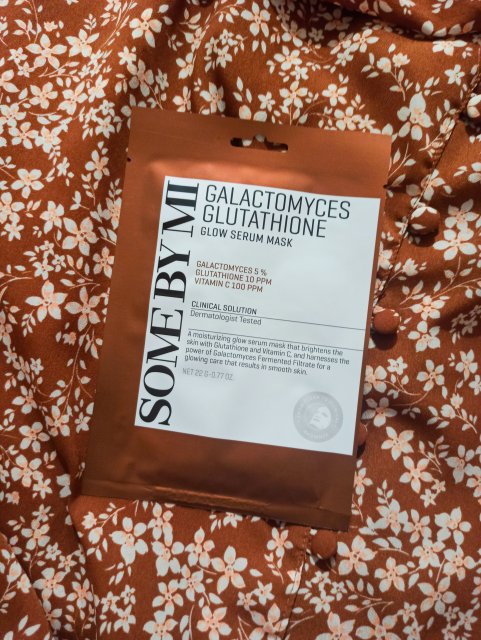 SOME BY MI
GALACTOMYCES
GLUTATHIONE
GLOW SERUM MASK
GALACTOMYCES 5 %
GLUTATHIONE 10 PPM
VITAMIN C 100 PPM
CLINICAL SOLUTION
Dermatologist Tested
A moisturizing glow serum mask that brightens the
skin with Glutathione and Vitamin C, and harnesses the
power of Galactomyces Fermented Filtrate for a
glowing care that results in smooth skin.
NET 22 G-0.77 OZ.